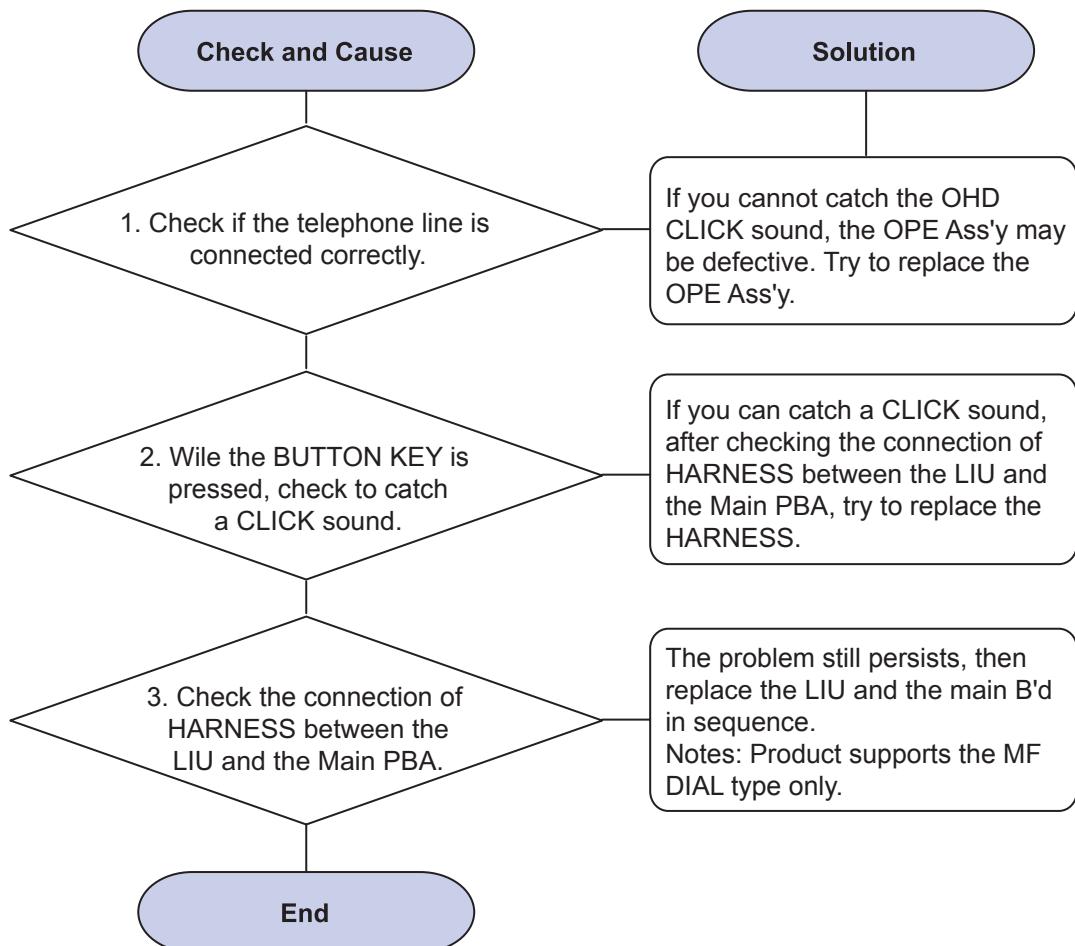 Check and Cause
Solution
1. Check if the telephone line is
connected correctly.
If you cannot catch the OHD
CLICK sound, the OPE Ass'y may
be defective. Try to replace the
OPE Ass'y.
2. Wile the BUTTON KEY is
pressed, check to catch
a CLICK sound.
If you can catch a CLICK sound,
after checking the connection of
HARNESS between the LIU and
the Main PBA, try to replace the
HARNESS.
3. Check the connection of
HARNESS between the
LIU and the Main PBA.
The problem still persists, then
replace the LIU and the main B'd
in sequence.
Notes: Product supports the MF
DIAL type only.
End